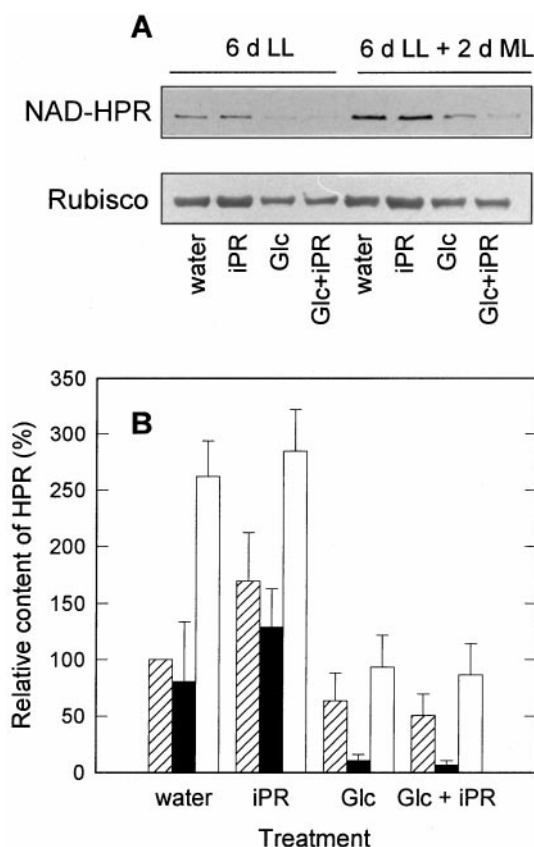 A
6 d LL
6 d LL + 2 d ML
NAD-HPR
Rubisco
water
iPR
Glc
Glc+iPR
water
iPR
Glc
Glc+iPR
B
Relative content of HPR (%)
350
300
250
200
150
100
50
0
water
iPR
Glc
Glc + iPR
Treatment